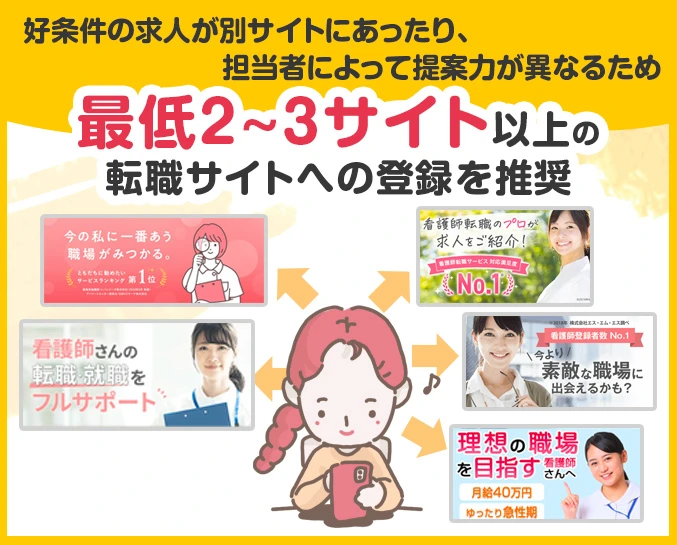 好条件の求人が別サイトにあったり、
担当者によって提案力が異なるため
最低2~3サイト以上の
転職サイトへの登録を推奨
今の私に一番あう
職場がみつかる。
ともだちに勧めたい
サービスランキング 第1位
看護師転職のプロが
求人をご紹介!
看護師転職サービス 対応満足度
No.1
看護師さんの
転職・就職を
フルサポート
株式会社エス・エム・エス調べ
看護師登録者数 No.1
今より
素敵な職場に
出会えるかも?
理想の職場
を目指す看護師さんへ
月給40万円
ゆったり急性期